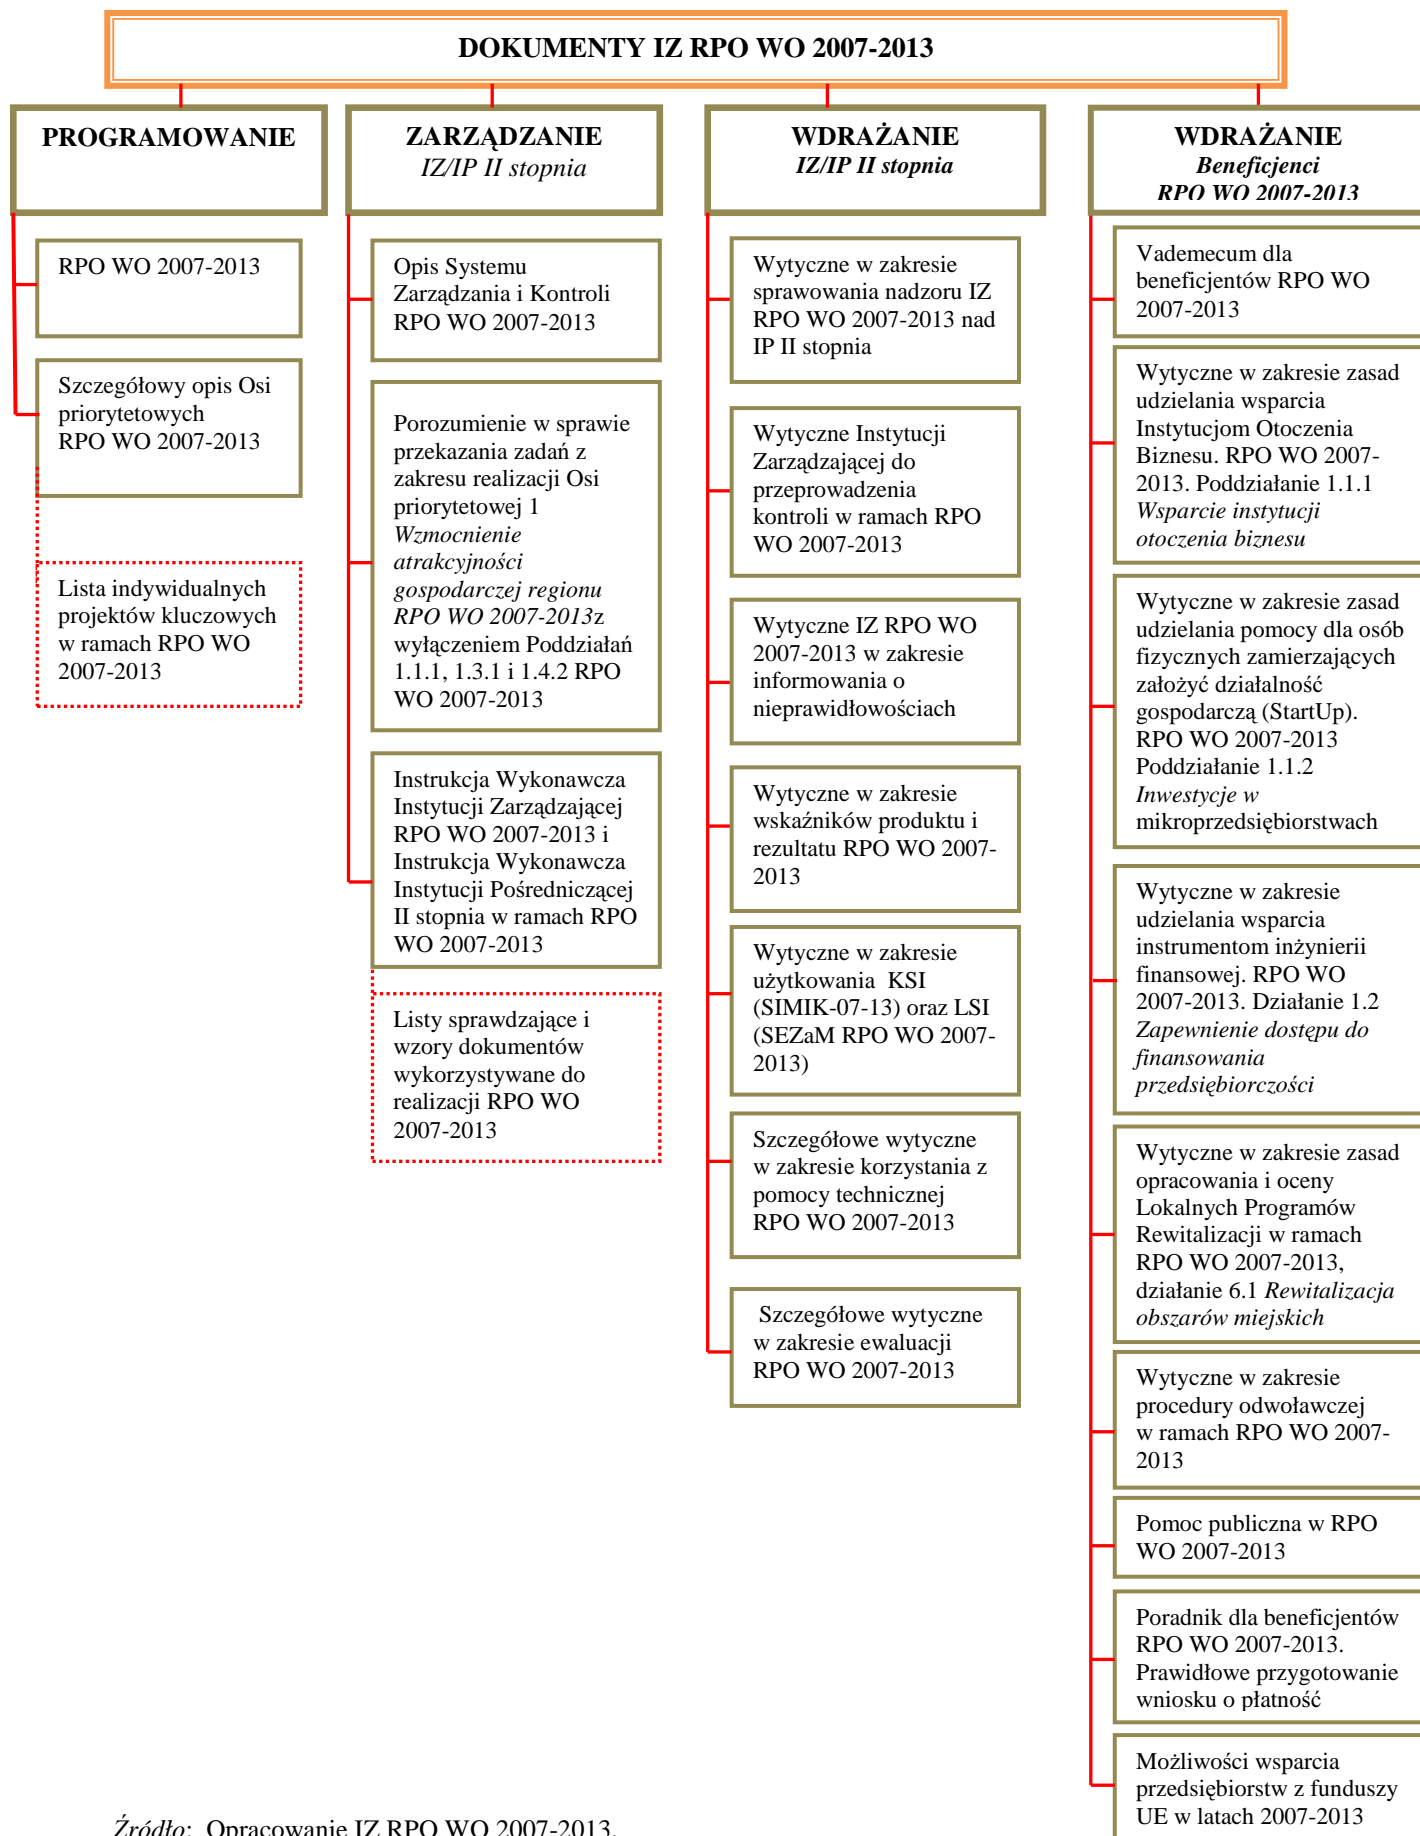 DOKUMENTY IZ RPO WO 2007-2013
PROGRAMOWANIE
RPO WO 2007-2013
Szczegółowy opis Osi
priorytetowych
RPO WO 2007-2013
Lista indywidualnych
projektów kluczowych
w ramach RPO WO
2007-2013
ZARZĄDZANIE
IZ/IP II stopnia
Opis Systemu
Zarządzania i Kontroli
RPO WO 2007-2013
Porozumienie w sprawie
przekazania zadań z
zakresu realizacji Osi
priorytetowej 1
Wzmocnienie
atrakcyjności
gospodarczej regionu
RPO WO 2007-2013z
wyłączeniem Poddziałań
1.1.1, 1.3.1 i 1.4.2 RPO
WO 2007-2013
Instrukcja Wykonawcza
Instytucji Zarządzającej
RPO WO 2007-2013 i
Instrukcja Wykonawcza
Instytucji Pośredniczącej
II stopnia w ramach RPO
WO 2007-2013
Listy sprawdzające i
wzory dokumentów
wykorzystywane do
realizacji RPO WO
2007-2013
WDRAŻANIE
IZ/IP II stopnia
Wytyczne w zakresie
sprawowania nadzoru IZ
RPO WO 2007-2013 nad
IP II stopnia
Wytyczne Instytucji
Zarządzającej do
przeprowadzenia
kontroli w ramach RPO
WO 2007-2013
Wytyczne IZ RPO WO
2007-2013 w zakresie
informowania o
nieprawidłowościach
Wytyczne w zakresie
wskaźników produktu i
rezultatu RPO WO 2007-
2013
Wytyczne w zakresie
użytkowania KSI
(SIMIK-07-13) oraz LSI
(SEZaM RPO WO 2007-
2013)
Szczegółowe wytyczne
w zakresie korzystania z
pomocy technicznej
RPO WO 2007-2013
Szczegółowe wytyczne
w zakresie ewaluacji
RPO WO 2007-2013
WDRAŻANIE
Beneficjenci
RPO WO 2007-2013
Vademecum dla
beneficjentów RPO WO
2007-2013
Wytyczne w zakresie zasad
udzielania wsparcia
Instytucjom Otoczenia
Biznesu. RPO WO 2007-
2013. Poddziałanie 1.1.1
Wsparcie instytucji
otoczenia biznesu
Wytyczne w zakresie zasad
udzielania pomocy dla osób
fizycznych zamierzających
założyć działalność
gospodarczą (StartUp).
RPO WO 2007-2013
Poddziałanie 1.1.2
Inwestycje w
mikroprzedsiębiorstwach
Wytyczne w zakresie
udzielania wsparcia
instrumentom inżynierii
finansowej. RPO WO
2007-2013. Działanie 1.2
Zapewnienie dostępu do
finansowania
przedsiębiorczości
Wytyczne w zakresie zasad
opracowania i oceny
Lokalnych Programów
Rewitalizacji w ramach
RPO WO 2007-2013,
działanie 6.1 Rewitalizacja
obszarów miejskich
Wytyczne w zakresie
procedury odwoławczej
w ramach RPO WO 2007-
2013
Pomoc publiczna w RPO
WO 2007-2013
Poradnik dla beneficjentów
RPO WO 2007-2013.
Prawidłowe przygotowanie
wniosku o płatność
Możliwości wsparcia
przedsiębiorstw z funduszy
UE w latach 2007-2013
Źródło: Opracowanie IZ RPO WO 2007-2013.